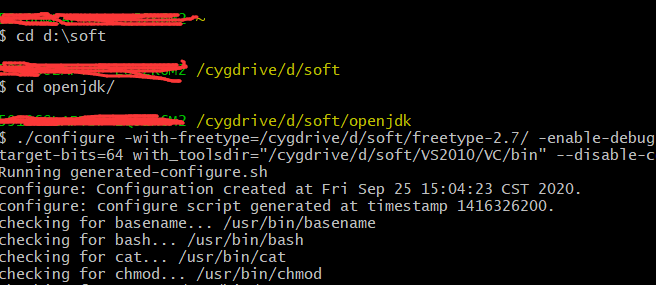 ~
$ cd d:\soft
/cygdrive/d/soft
$ cd openjdk/
/cygdrive/d/soft/openjdk
$ ./configure -with-freetype=/cygdrive/d/soft/freetype-2.7/ -enable-debug
target-bits=64 with_toolsdir="/cygdrive/d/soft/VS2010/VC/bin" --disable-c
Running generated-configure.sh
configure: Configuration created at Fri Sep 25 15:04:23 CST 2020.
configure: configure script generated at timestamp 1416326200.
checking for basename... /usr/bin/basename
checking for bash... /usr/bin/bash
checking for cat... /usr/bin/cat
checking for chmod... /usr/bin/chmod